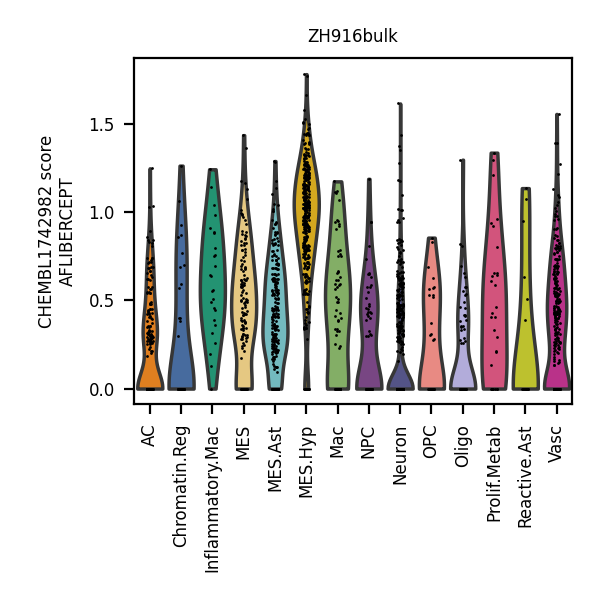 ZH916bulk
CHEMBL1742982 score
AFLIBERCEPT
1.5
1.0
0.5
0.0
AC
Chromatin.Reg
Inflammatory.Mac
MES
MES.Ast
MES.Hyp
Mac
NPC
Neuron
OPC
Oligo
Prolif.Metab
Reactive.Ast
Vasc